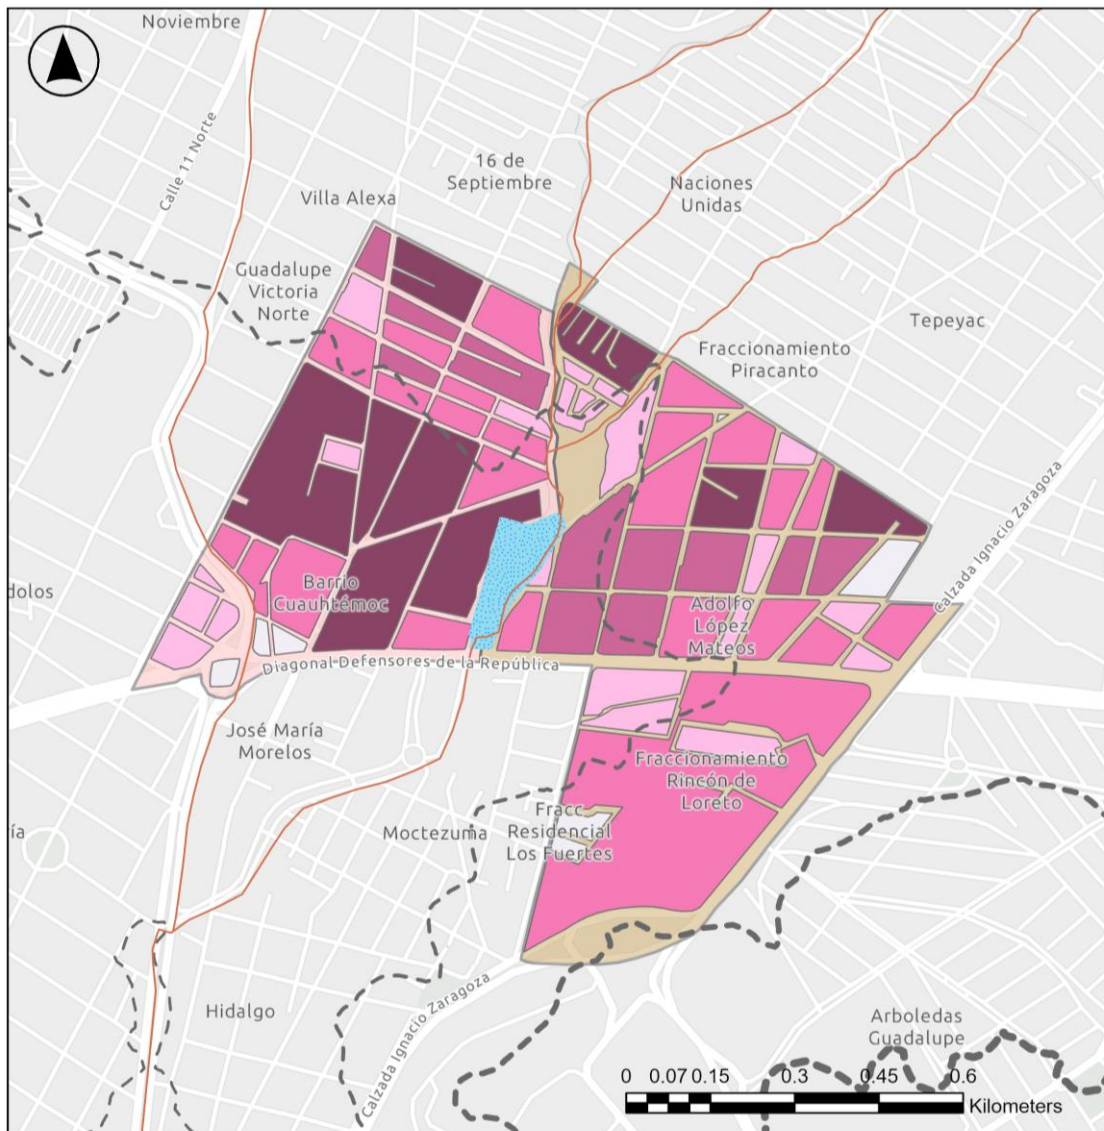 Noviembre
Calle 11 Norte
16 de
Septiembre
Naciones
Unidas
Villa Alexa
Guadalupe
Victoria
Norte
Tepeyac
Fraccionamiento
Piracanto
Calzada Ignacio Zaragoza
dolos
Barrio
Cuauhtémoc
Adolfo
López
Mateos
Diagonal Defensores de la República
José María
Morelos
Fraccionamiento
Rincón de
Loreto
ía
Moctezuma
Fracc
Residencial
Los Fuertes
Hidalgo
Calzada Ignacio Zaragoza
Arboledas
Guadalupe
0 0.07 0.15 0.3 0.45 0.6
Kilometers